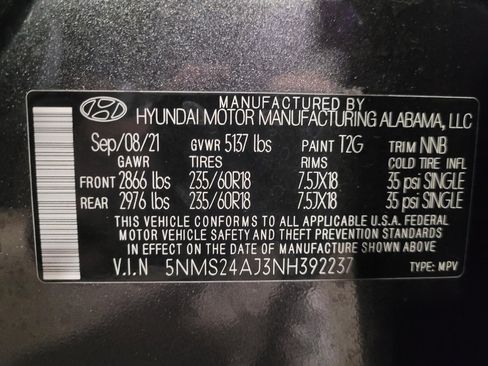 MANUFACTURED BY
HYUNDAI MOTOR MANUFACTURING ALABAMA, LLC
Sep/08/21 GVWR 5137 lbs PAINT T2G TRIM NNB
GAWR TIRES RIMS COLD TIRE INFL
FRONT 2866 lbs 235/60R18 7.5JX18 35 psi SINGLE
REAR 2976 lbs 235/60R18 7.5JX18 35 psi SINGLE
THIS VEHICLE CONFORMS TO ALL APPLICABLE U.S.A. FEDERAL
MOTOR VEHICLE SAFETY AND THEFT PREVENTION STANDARDS
IN EFFECT ON THE DATE OF MANUFACTURE SHOWN ABOVE
V.I.N 5NMS24AJ3NH392237 TYPE: MPV